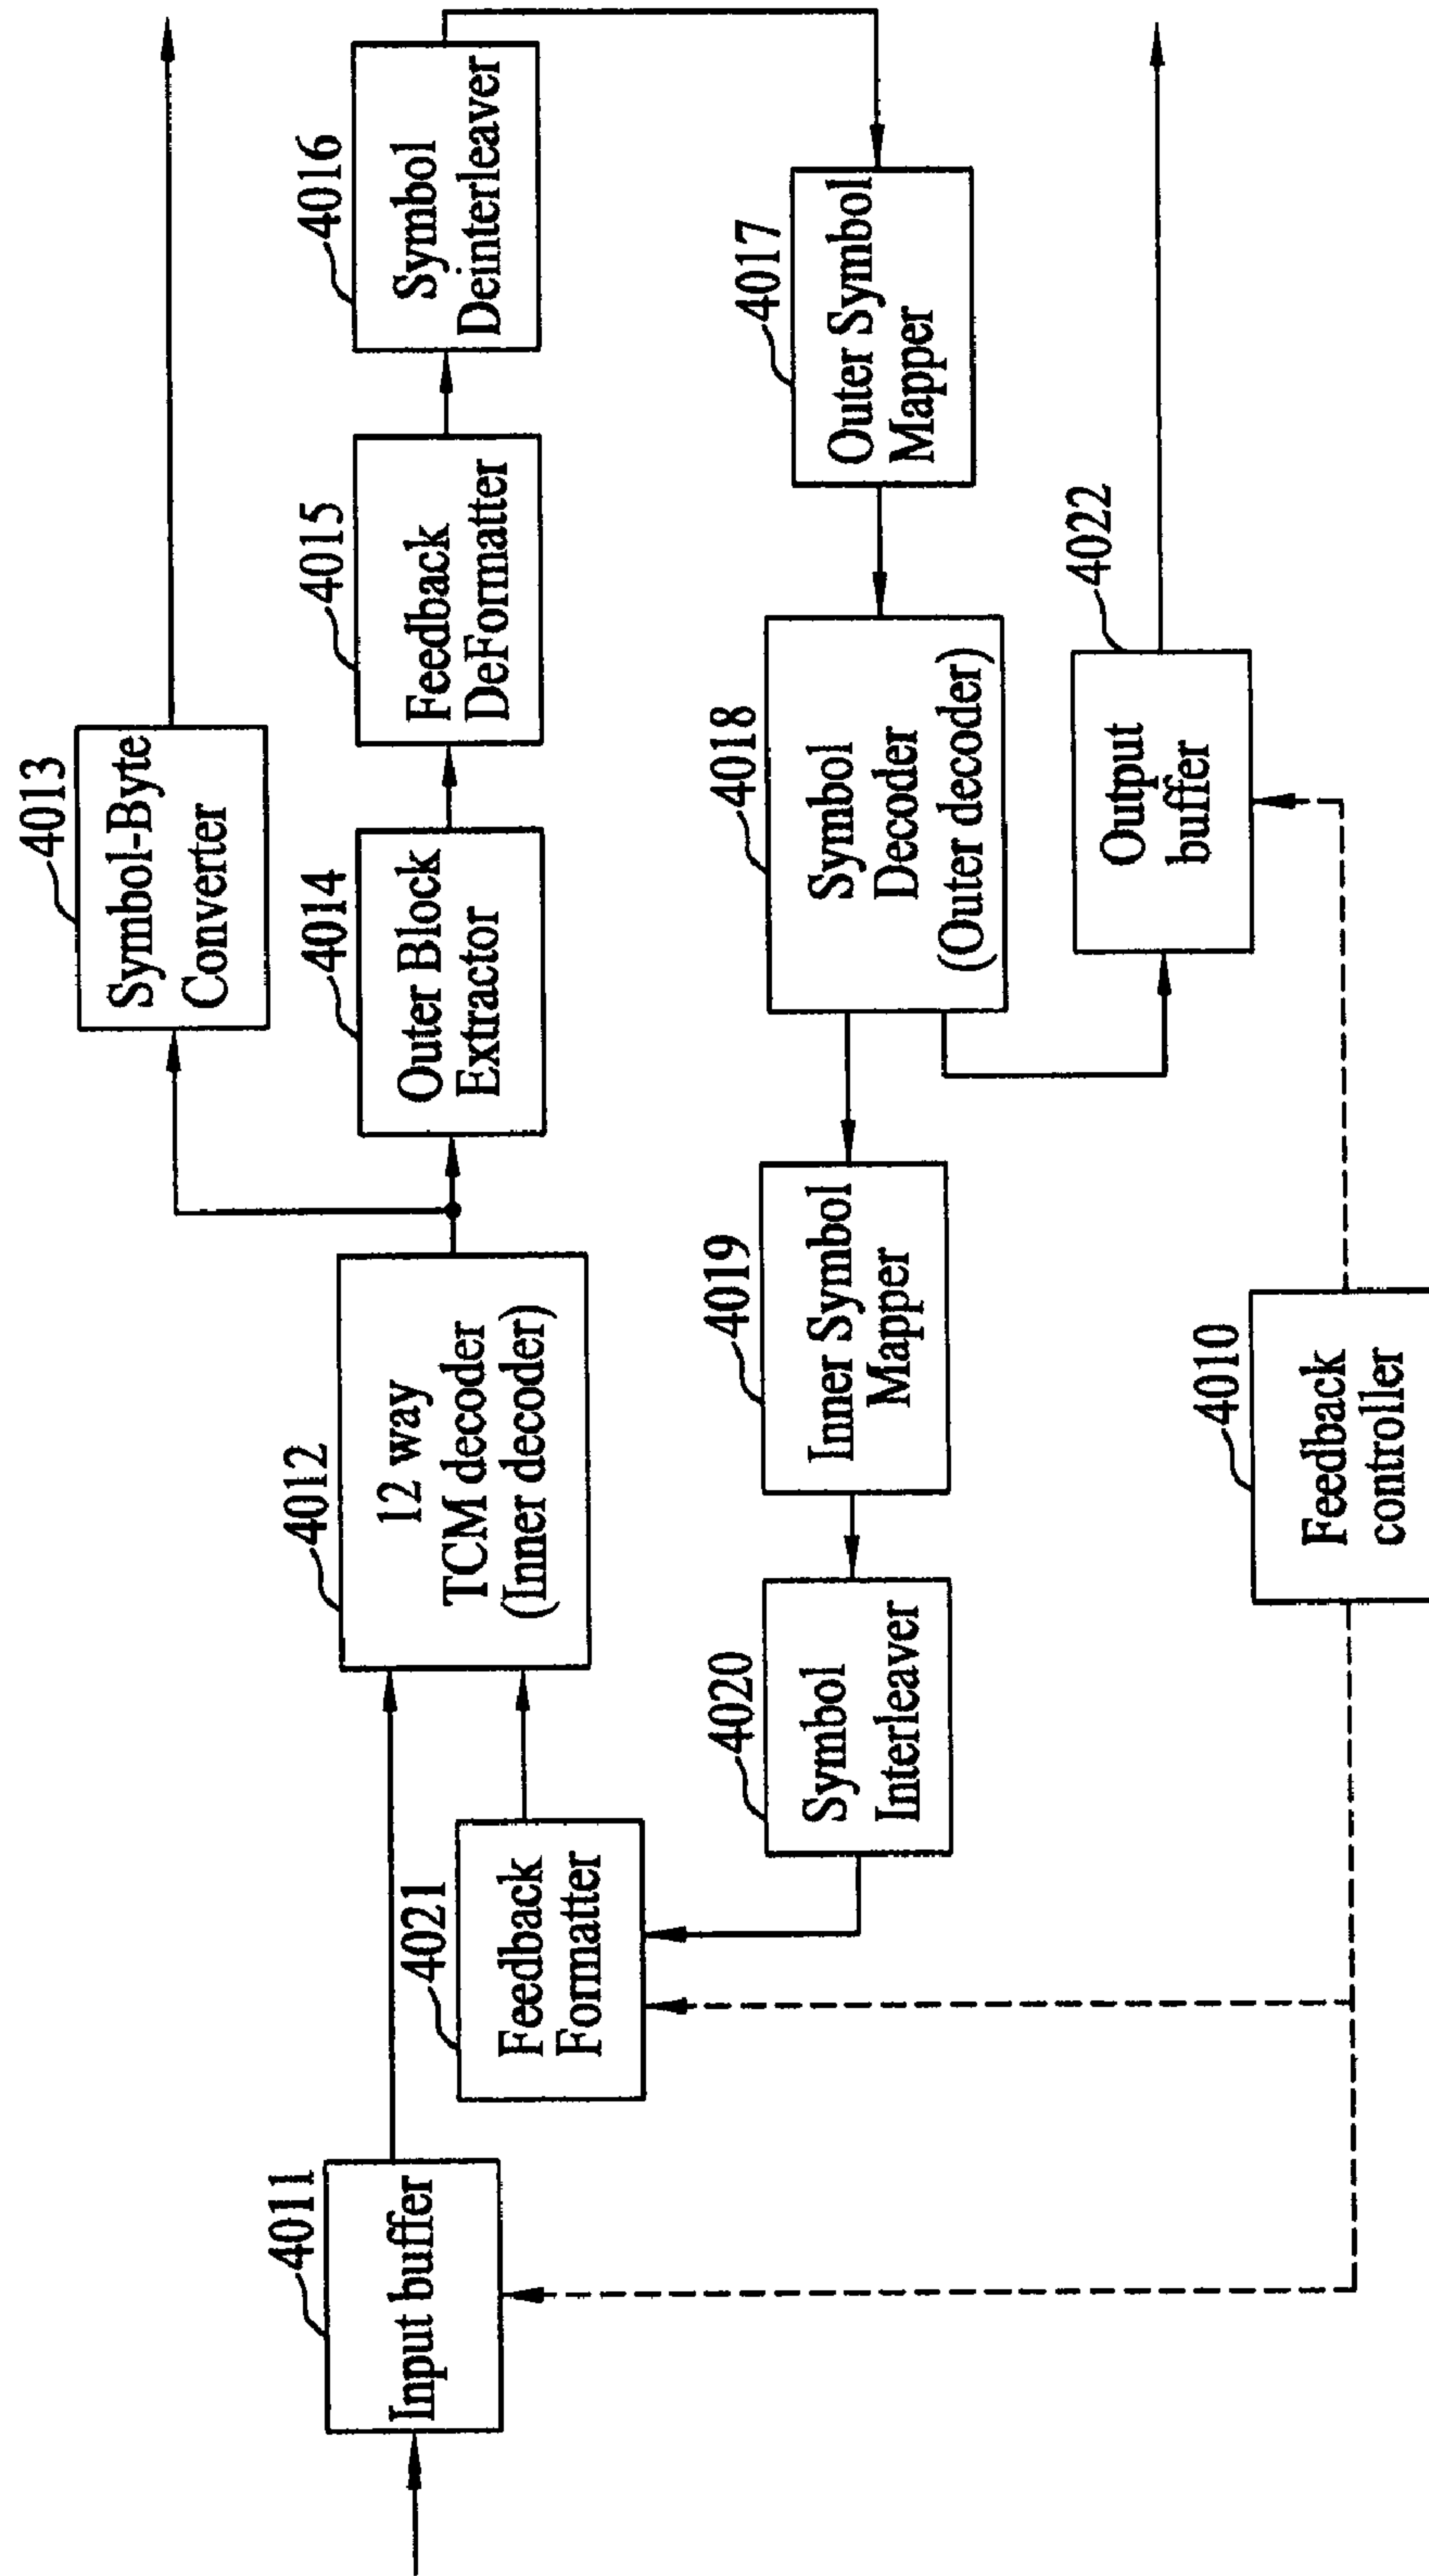 4011
Input buffer
4021
Feedback
Formatter
4012
12 way
TCM decoder
(Inner decoder)
4013
Symbol-Byte
Converter
4014
Outer Block
Extractor
4015
Feedback
DeFormatter
4016
Symbol
Deinterleaver
4017
Outer Symbol
Mapper
4018
Symbol
Decoder
(Outer decoder)
4019
Inner Symbol
Mapper
4020
Symbol
Interleaver
4022
Output
buffer
4010
Feedback
controller